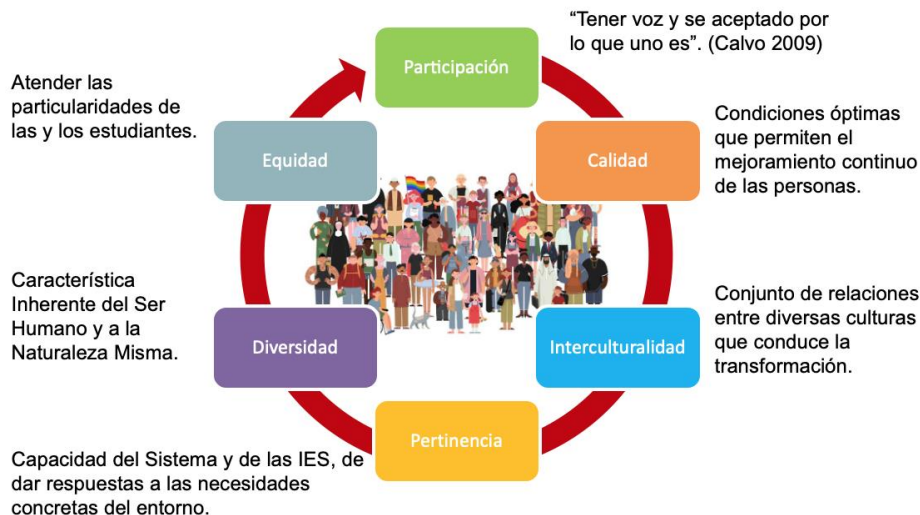 “Tener voz y se aceptado por
lo que uno es”. (Calvo 2009)
Participación
Atender las
particularidades de
las y los estudiantes.
Equidad
Calidad
Condiciones óptimas
que permiten el
mejoramiento continuo
de las personas.
Característica
Inherente del Ser
Humano y a la
Naturaleza Misma.
Diversidad
Interculturalidad
Conjunto de relaciones
entre diversas culturas
que conduce la
transformación.
Pertinencia
Capacidad del Sistema y de las IES, de
dar respuestas a las necesidades
concretas del entorno.